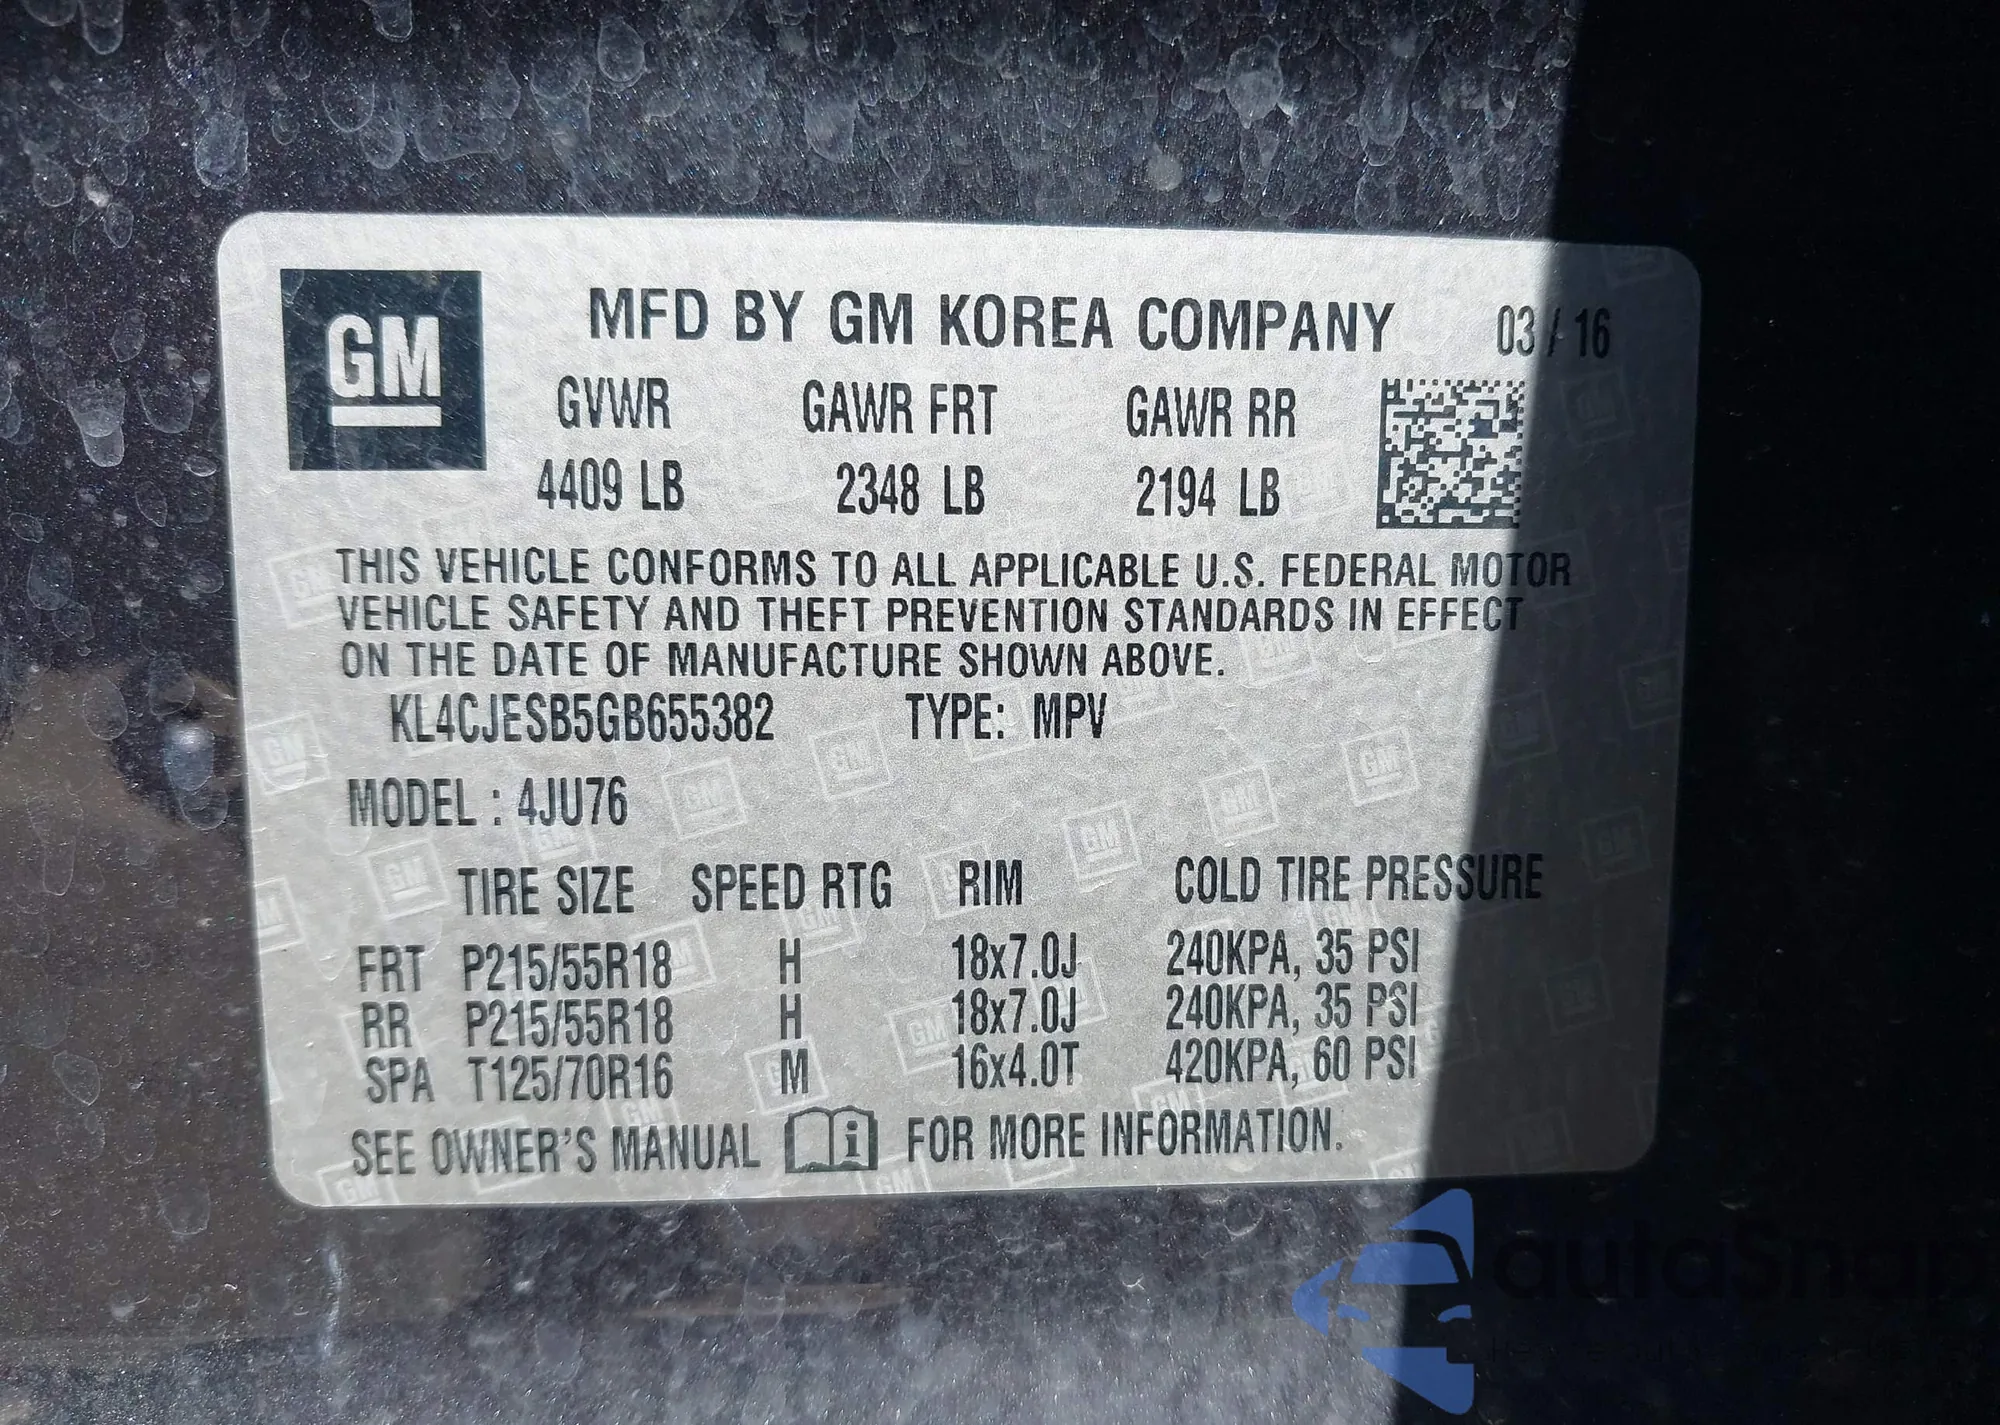 GM
MFD BY GM KOREA COMPANY 03 / 16
GVWR GAWR FRT GAWR RR
4409 LB 2348 LB 2194 LB
THIS VEHICLE CONFORMS TO ALL APPLICABLE U.S. FEDERAL MOTOR
VEHICLE SAFETY AND THEFT PREVENTION STANDARDS IN EFFECT
ON THE DATE OF MANUFACTURE SHOWN ABOVE.
KL4CJESB5GB655382 TYPE: MPV
MODEL : 4JU76
TIRE SIZE SPEED RTG RIM COLD TIRE PRESSURE
FRT P215/55R18 H 18x7.0J 240KPA, 35 PSI
RR P215/55R18 H 18x7.0J 240KPA, 35 PSI
SPA T125/70R16 M 16x4.0T 420KPA, 60 PSI
SEE OWNER'S MANUAL i FOR MORE INFORMATION.
autoSnap